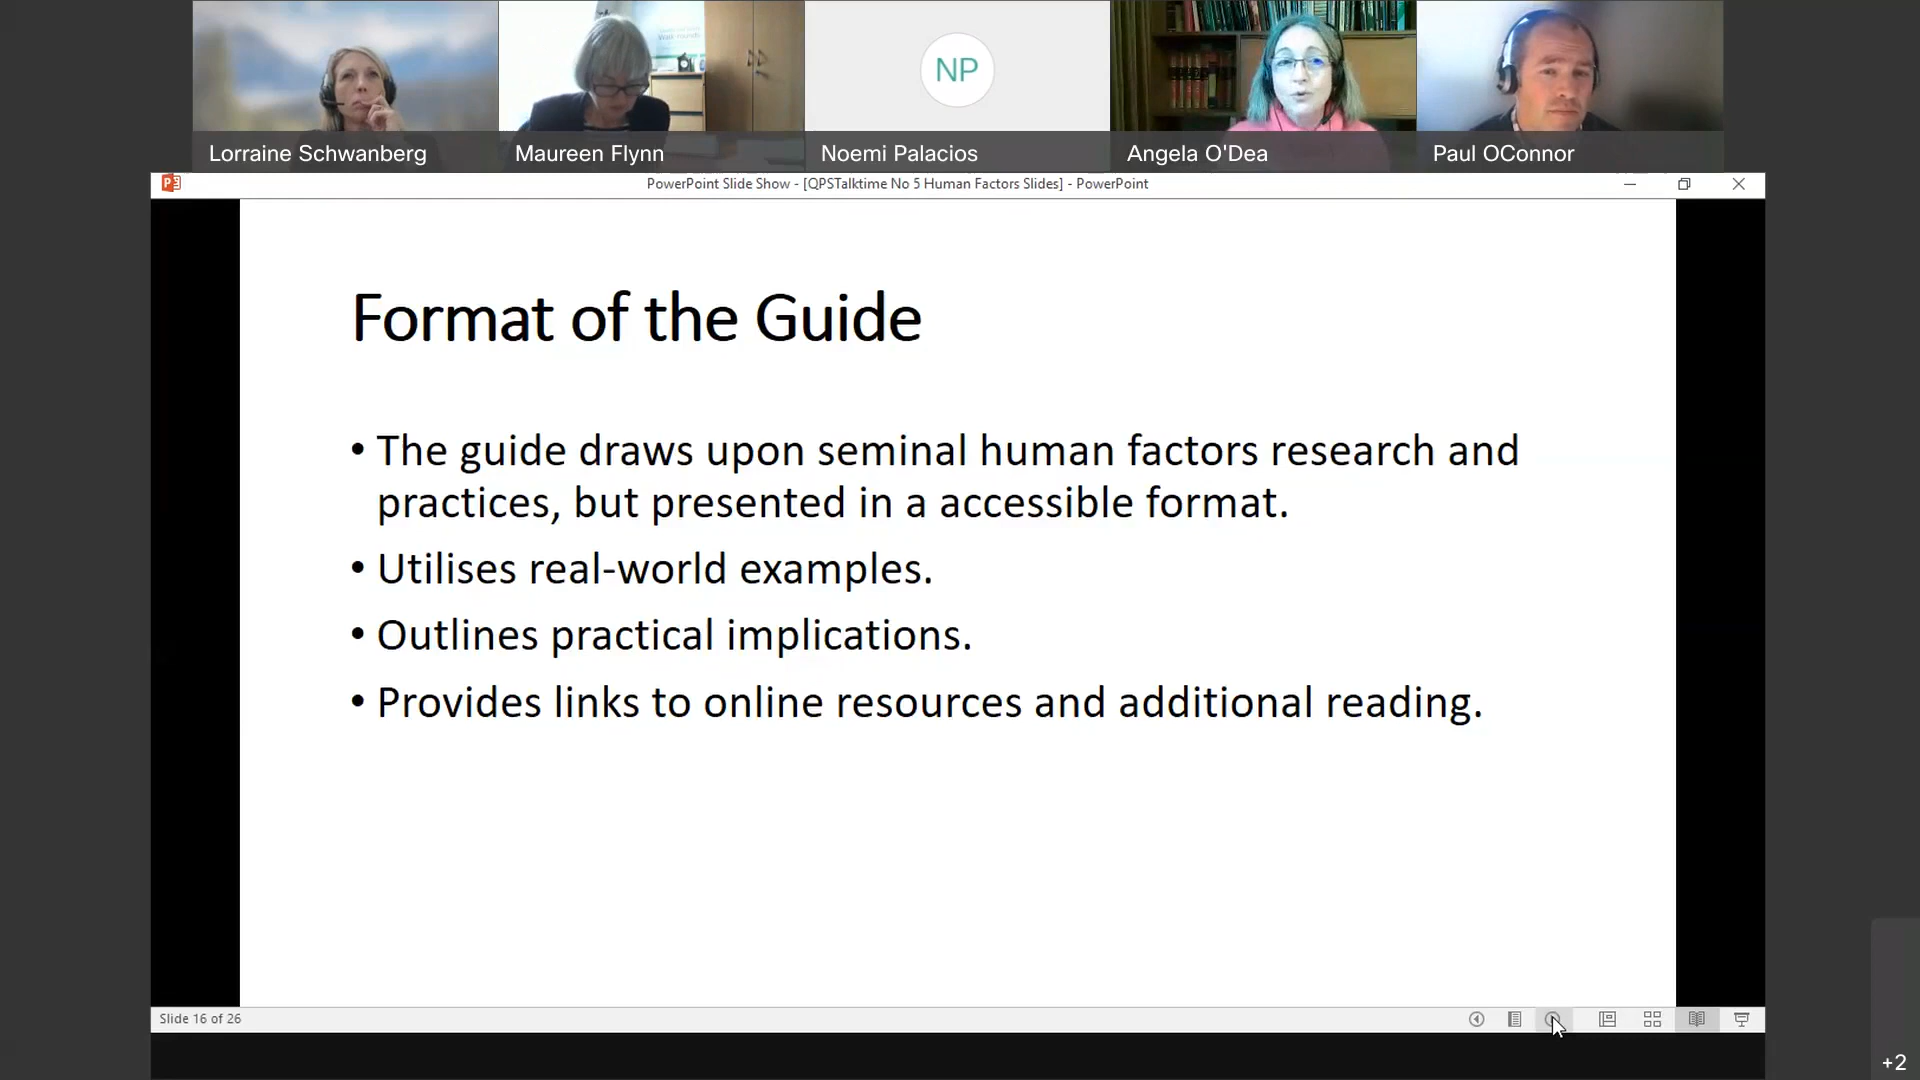 NP
Lorraine Schwanberg
Maureen Flynn
Noemi Palacios
Angela O'Dea
Paul OConnor
PowerPoint Slide Show - [QPSTalktime No 5 Human Factors Slides] - PowerPoint
Format of the Guide
• The guide draws upon seminal human factors research and
practices, but presented in a accessible format.
• Utilises real-world examples.
• Outlines practical implications.
• Provides links to online resources and additional reading.
Slide 16 of 26
+2